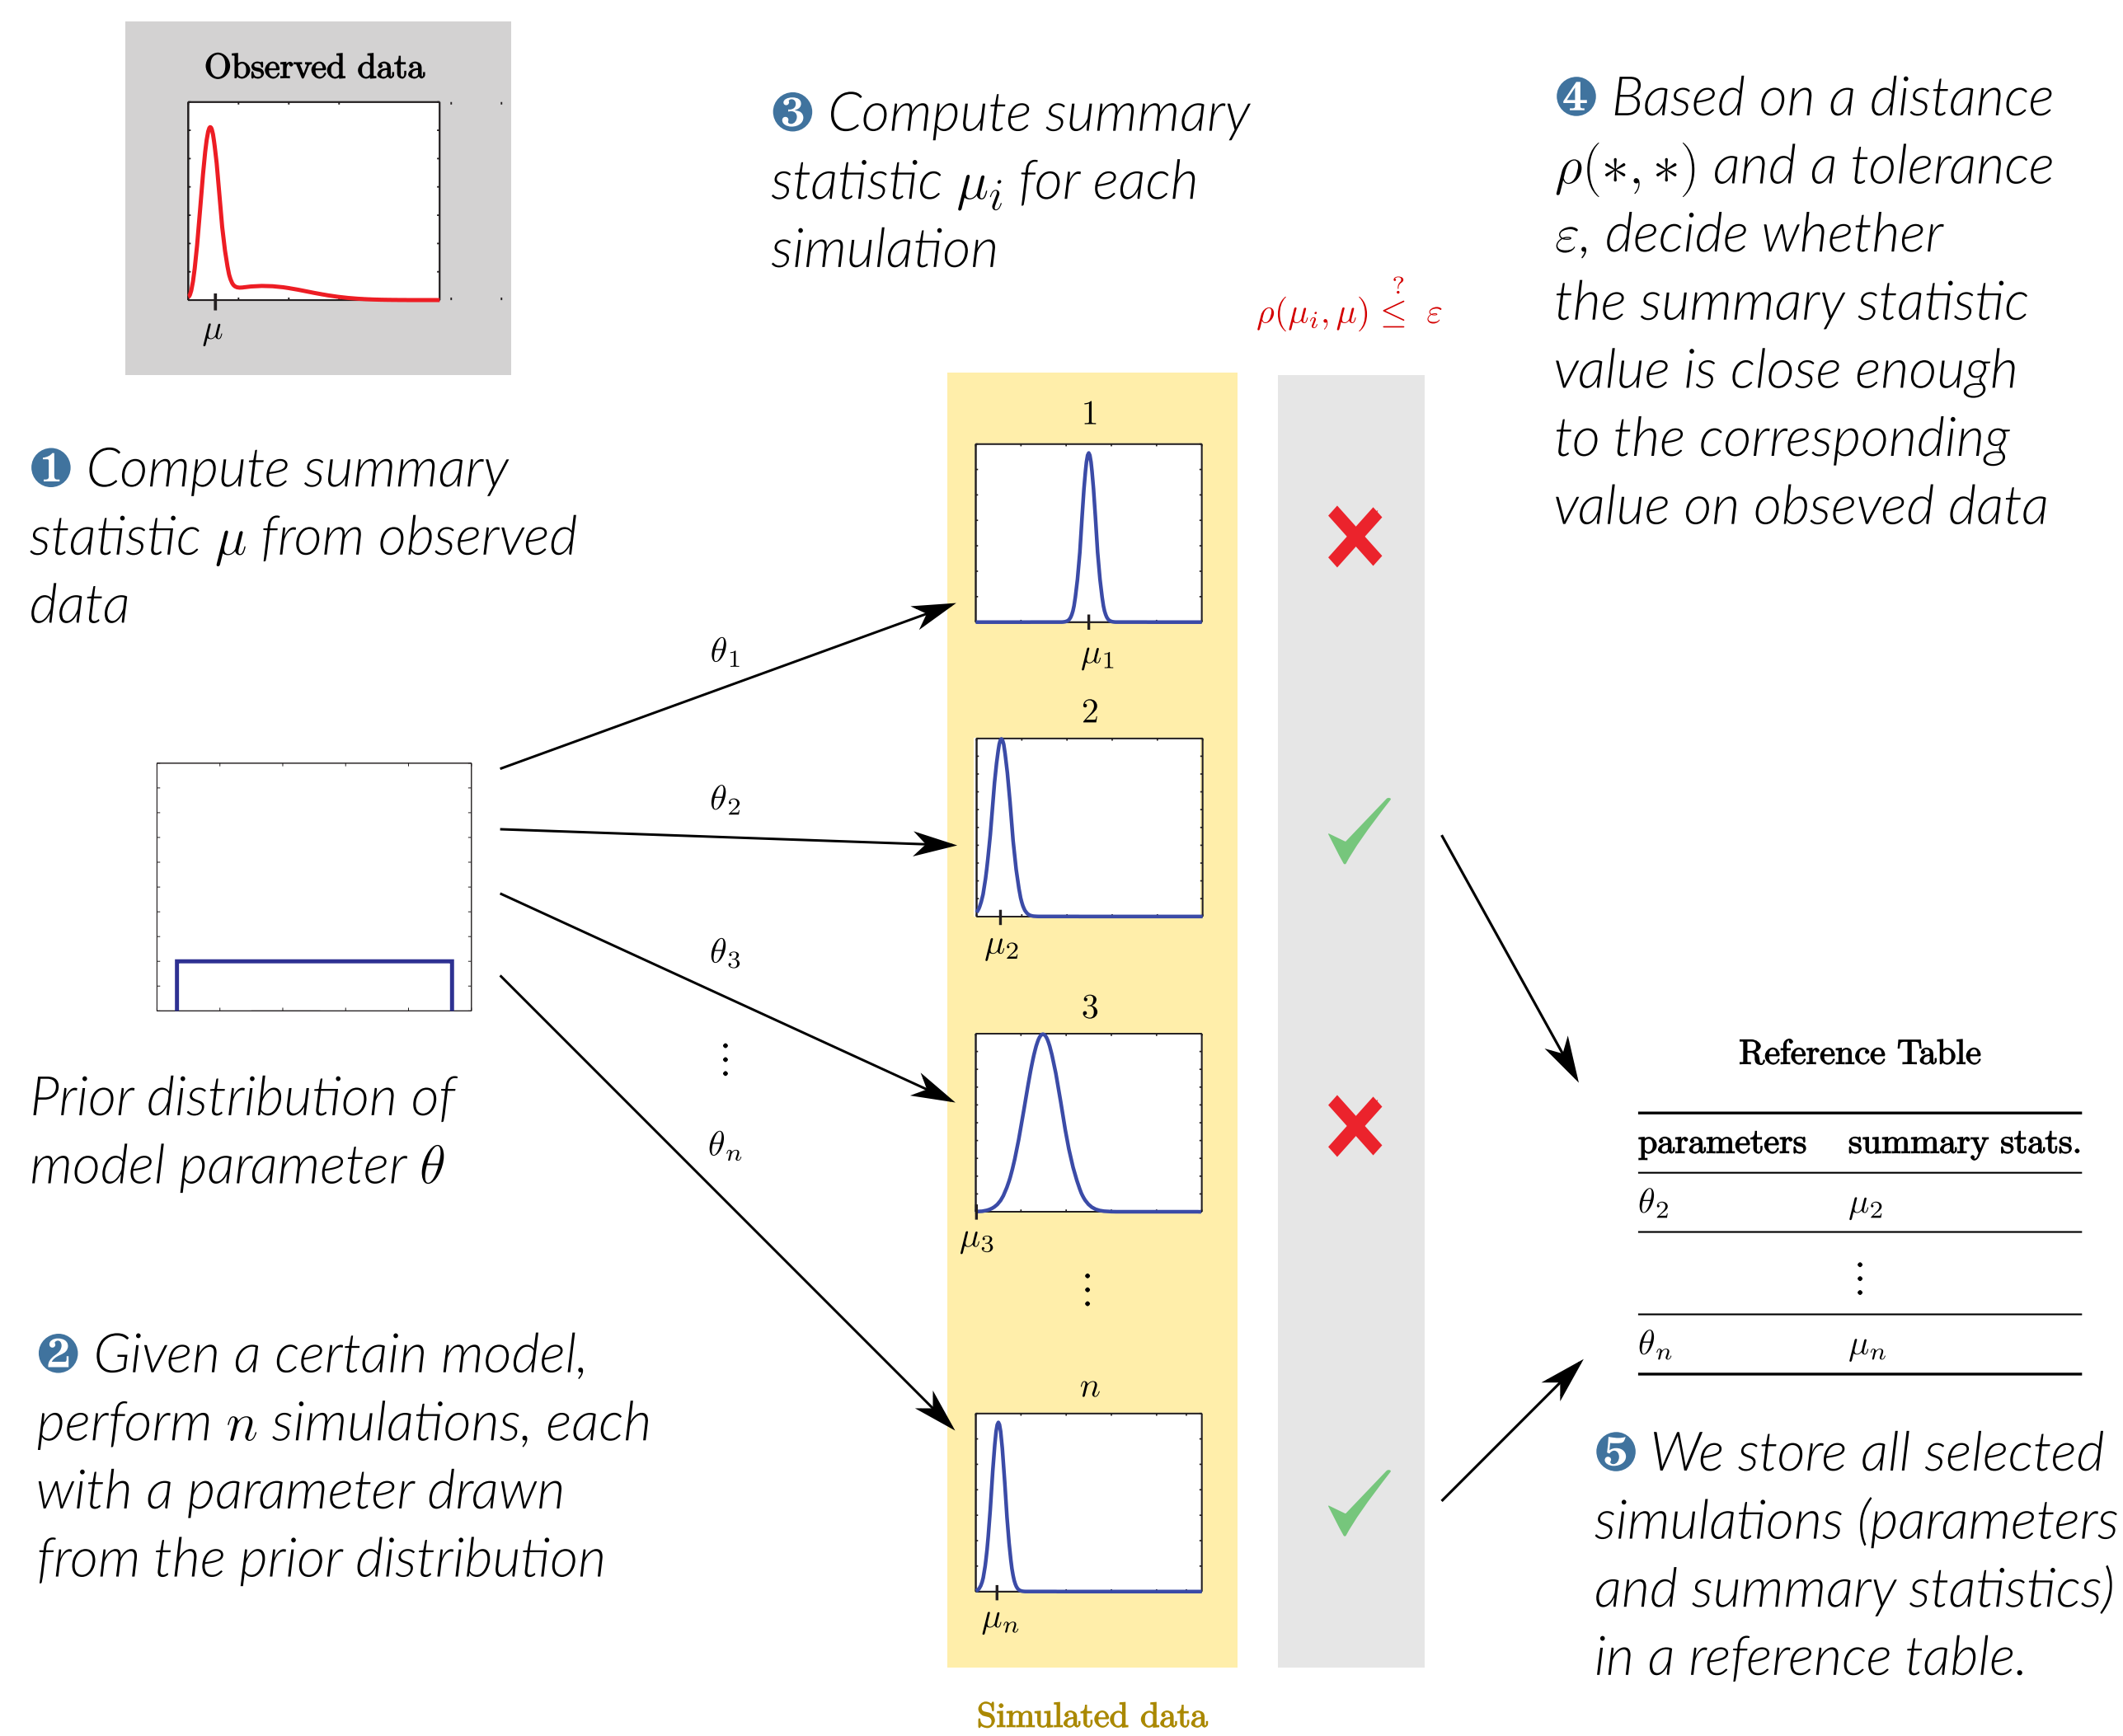 Observed data
μ
❶ Compute summary
statistic μ from observed
data
Prior distribution of
model parameter θ
❷ Given a certain model,
perform n simulations, each
with a parameter drawn
from the prior distribution
θ₁
θ₂
θ₃
⋮
θₙ
❸ Compute summary
statistic μᵢ for each
simulation
1
μ₁
2
μ₂
3
μ₃
⋮
n
μₙ
Simulated data
ρ(μᵢ, μ) ≤? ε
❹ Based on a distance
ρ(*, *) and a tolerance
ε, decide whether
the summary statistic
value is close enough
to the corresponding
value on obseved data
Reference Table
parameters summary stats.
θ₂ μ₂
⋮
θₙ μₙ
❺ We store all selected
simulations (parameters
and summary statistics)
in a reference table.